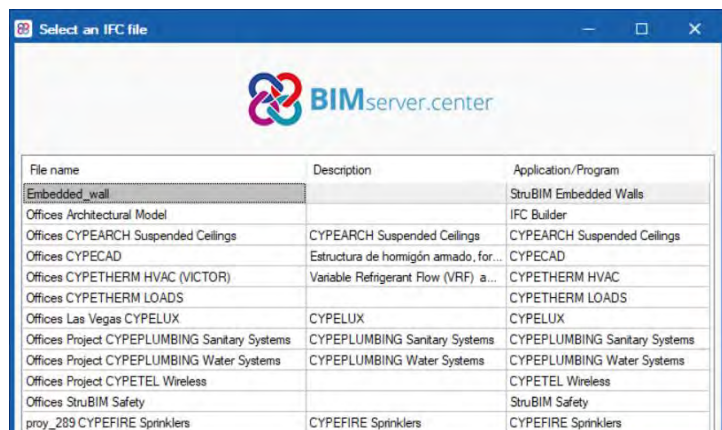 Select an IFC file
BIMserver.center
File name Description Application/Program
Embedded_wall StruBIM Embedded Walls
Offices Architectural Model IFC Builder
Offices CYPEARCH Suspended Ceilings CYPEARCH Suspended Ceilings CYPEARCH Suspended Ceilings
Offices CYPECAD Estructura de hormigón armado, for... CYPECAD
Offices CYPETHERM HVAC (VICTOR) Variable Refrigerant Flow (VRF) a... CYPETHERM HVAC
Offices CYPETHERM LOADS CYPETHERM LOADS
Offices Las Vegas CYPELUX CYPELUX CYPELUX
Offices Project CYPEPLUMBING Sanitary Systems CYPEPLUMBING Sanitary Systems CYPEPLUMBING Sanitary Systems
Offices Project CYPEPLUMBING Water Systems CYPEPLUMBING Water Systems CYPEPLUMBING Water Systems
Offices Project CYPETEL Wireless CYPETEL Wireless
Offices StruBIM Safety StruBIM Safety
proy_289 CYPEFIRE Sprinklers CYPEFIRE Sprinklers CYPEFIRE Sprinklers